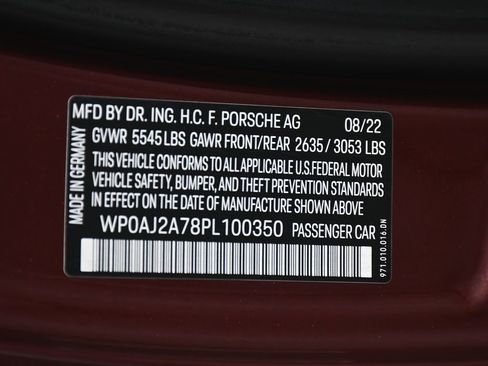 MFD BY DR. ING. H.C. F. PORSCHE AG 08/22
GVWR 5545 LBS GAWR FRONT/REAR 2635 / 3053 LBS
THIS VEHICLE CONFORMS TO ALL APPLICABLE U.S.FEDERAL MOTOR
VEHICLE SAFETY, BUMPER, AND THEFT PREVENTION STANDARDS
IN EFFECT ON THE DATE OF MANUFACTURE SHOWN ABOVE
WP0AJ2A78PL100350 PASSENGER CAR
MADE IN GERMANY
971.010.016.DN